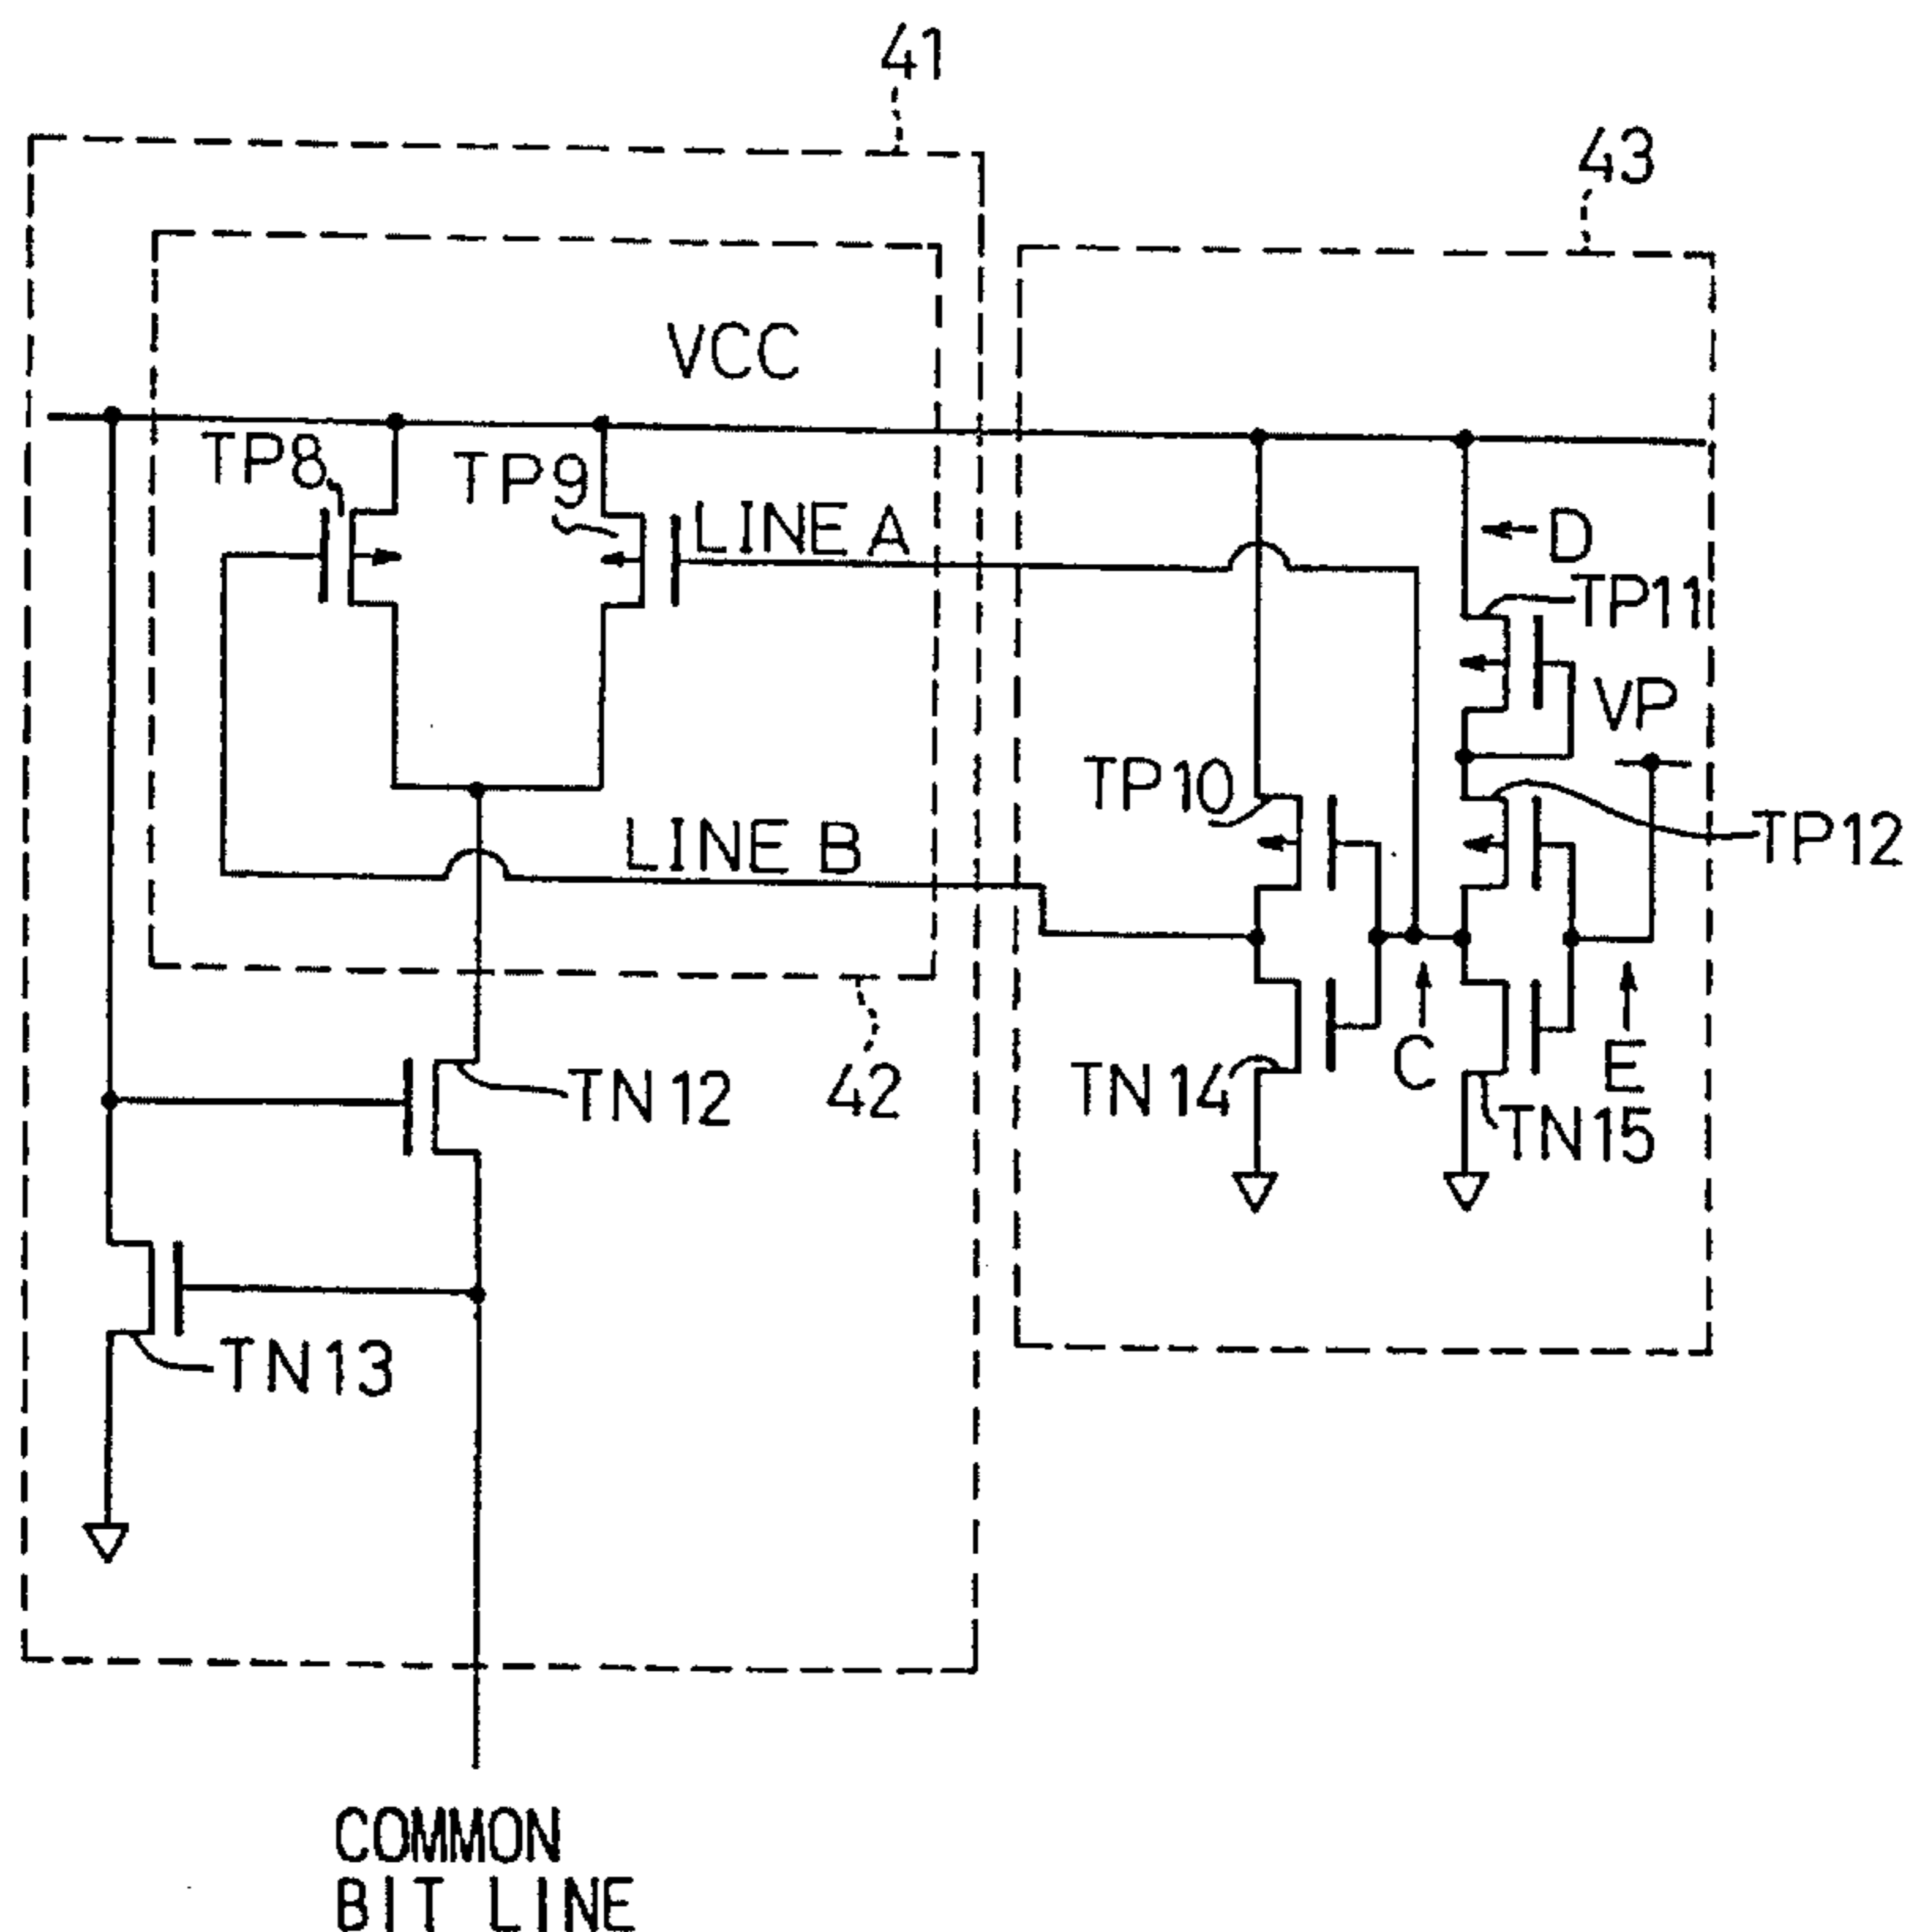 41
43
VCC
TP8
TP9
LINE A
D
TP11
VP
TP10
TP12
LINE B
TN12
42
TN14
C
E
TN15
TN13
COMMON
BIT LINE